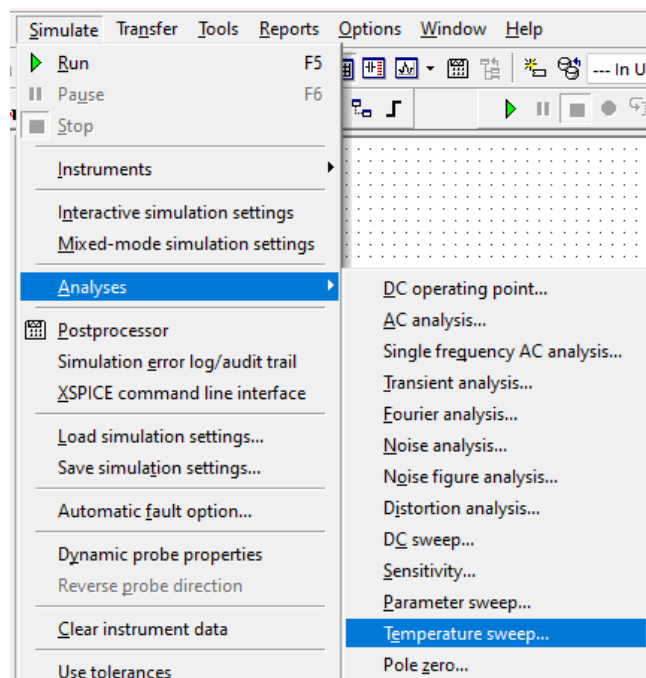 Simulate Transfer Tools Reports Options Window Help
Run F5
Pause F6
--- In U
Stop
Instruments
Interactive simulation settings
Mixed-mode simulation settings
Analyses
Postprocessor
Simulation error log/audit trail
XSPICE command line interface
Load simulation settings...
Save simulation settings...
Automatic fault option...
Dynamic probe properties
Reverse probe direction
Clear instrument data
Use tolerances
DC operating point...
AC analysis...
Single frequency AC analysis...
Transient analysis...
Fourier analysis...
Noise analysis...
Noise figure analysis...
Distortion analysis...
DC sweep...
Sensitivity...
Parameter sweep...
Temperature sweep...
Pole zero...